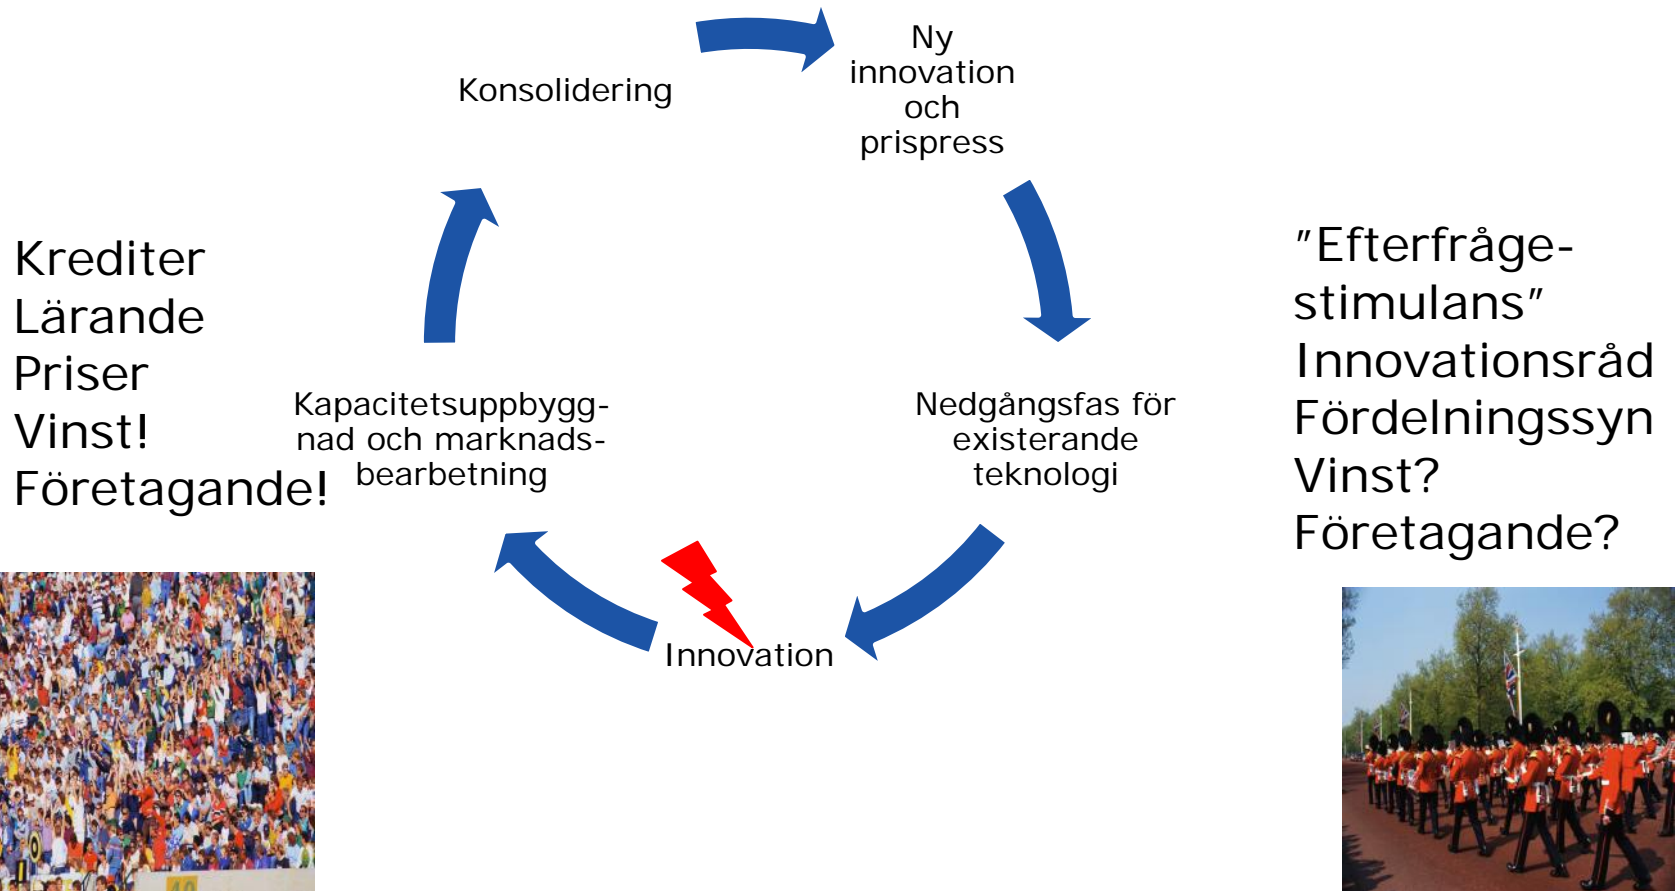 Konsolidering
Ny
innovation
och
prispress
Krediter
Lärande
Priser
Vinst!
Företagande!
Kapacitetsuppbygg-
nad och marknads-
bearbetning
Nedgångsfas för
existerande
teknologi
Innovation
”Efterfråge-
stimulans”
Innovationsråd
Fördelningssyn
Vinst?
Företagande?
40